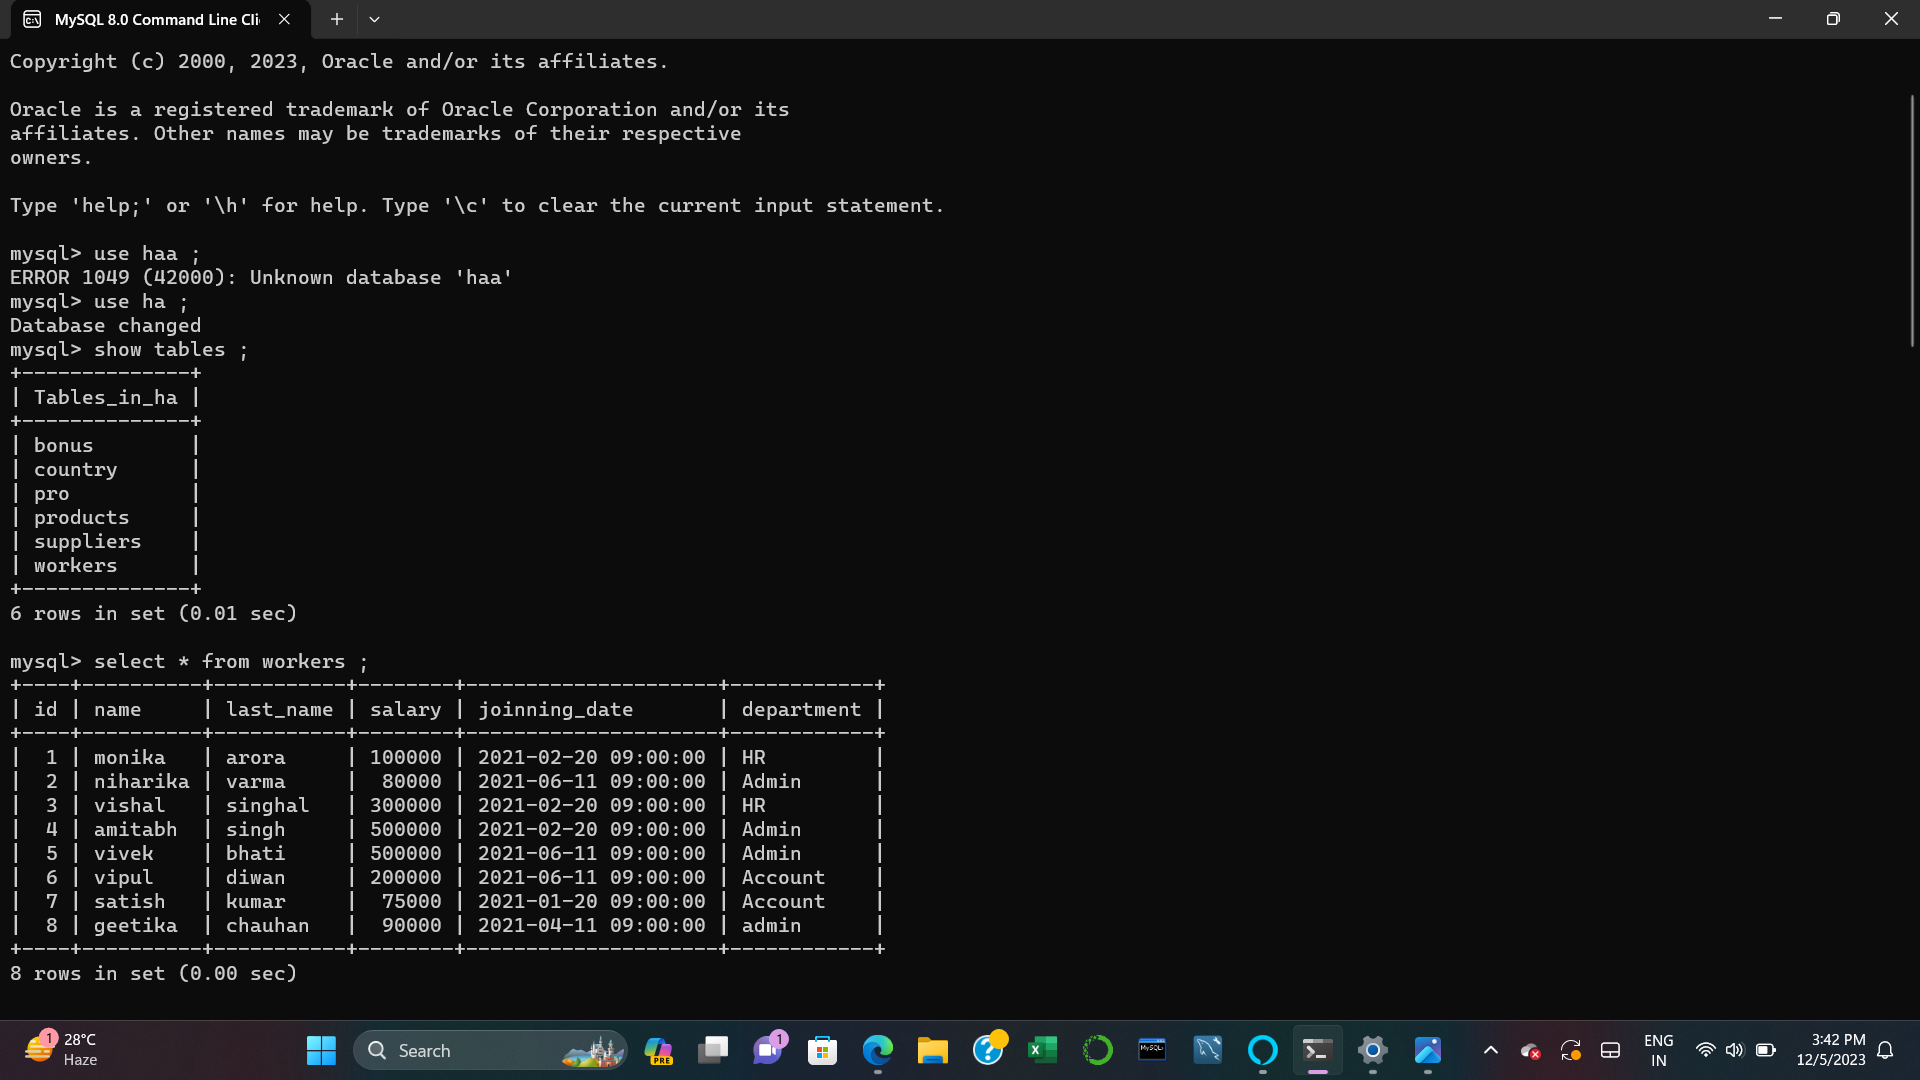 MySQL 8.0 Command Line Cli
Copyright (c) 2000, 2023, Oracle and/or its affiliates.
Oracle is a registered trademark of Oracle Corporation and/or its
affiliates. Other names may be trademarks of their respective
owners.
Type 'help;' or '\h' for help. Type '\c' to clear the current input statement.
mysql> use haa ;
ERROR 1049 (42000): Unknown database 'haa'
mysql> use ha ;
Database changed
mysql> show tables ;
+--------------+
| Tables_in_ha |
+--------------+
| bonus        |
| country      |
| pro          |
| products     |
| suppliers    |
| workers      |
+--------------+
6 rows in set (0.01 sec)
mysql> select * from workers ;
+----+----------+-----------+--------+---------------------+------------+
| id | name     | last_name | salary | joinning_date       | department |
+----+----------+-----------+--------+---------------------+------------+
|  1 | monika   | arora     | 100000 | 2021-02-20 09:00:00 | HR         |
|  2 | niharika | varma     |  80000 | 2021-06-11 09:00:00 | Admin      |
|  3 | vishal   | singhal   | 300000 | 2021-02-20 09:00:00 | HR         |
|  4 | amitabh  | singh     | 500000 | 2021-02-20 09:00:00 | Admin      |
|  5 | vivek    | bhati     | 500000 | 2021-06-11 09:00:00 | Admin      |
|  6 | vipul    | diwan     | 200000 | 2021-06-11 09:00:00 | Account    |
|  7 | satish   | kumar     |  75000 | 2021-01-20 09:00:00 | Account    |
|  8 | geetika  | chauhan   |  90000 | 2021-04-11 09:00:00 | admin      |
+----+----------+-----------+--------+---------------------+------------+
8 rows in set (0.00 sec)
1
28°C
Haze
Search
PRE
1
MySQL
ENG
IN
3:42 PM
12/5/2023